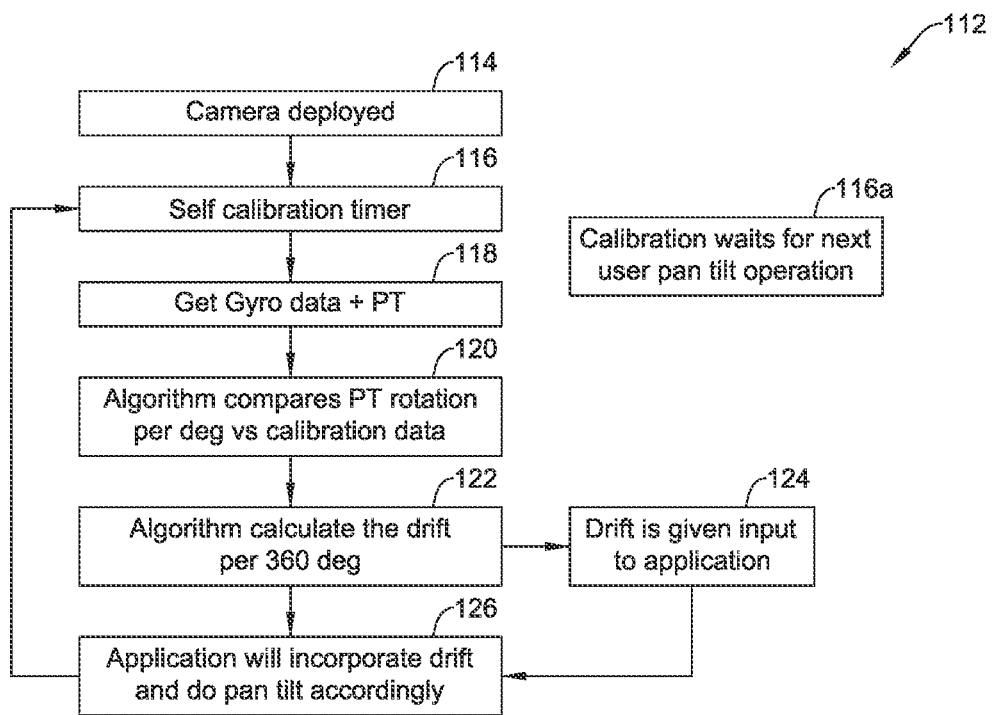 112
114
Camera deployed
116
Self calibration timer
116a
Calibration waits for next
user pan tilt operation
118
Get Gyro data + PT
120
Algorithm compares PT rotation
per deg vs calibration data
122
Algorithm calculate the drift
per 360 deg
124
Drift is given input
to application
126
Application will incorporate drift
and do pan tilt accordingly